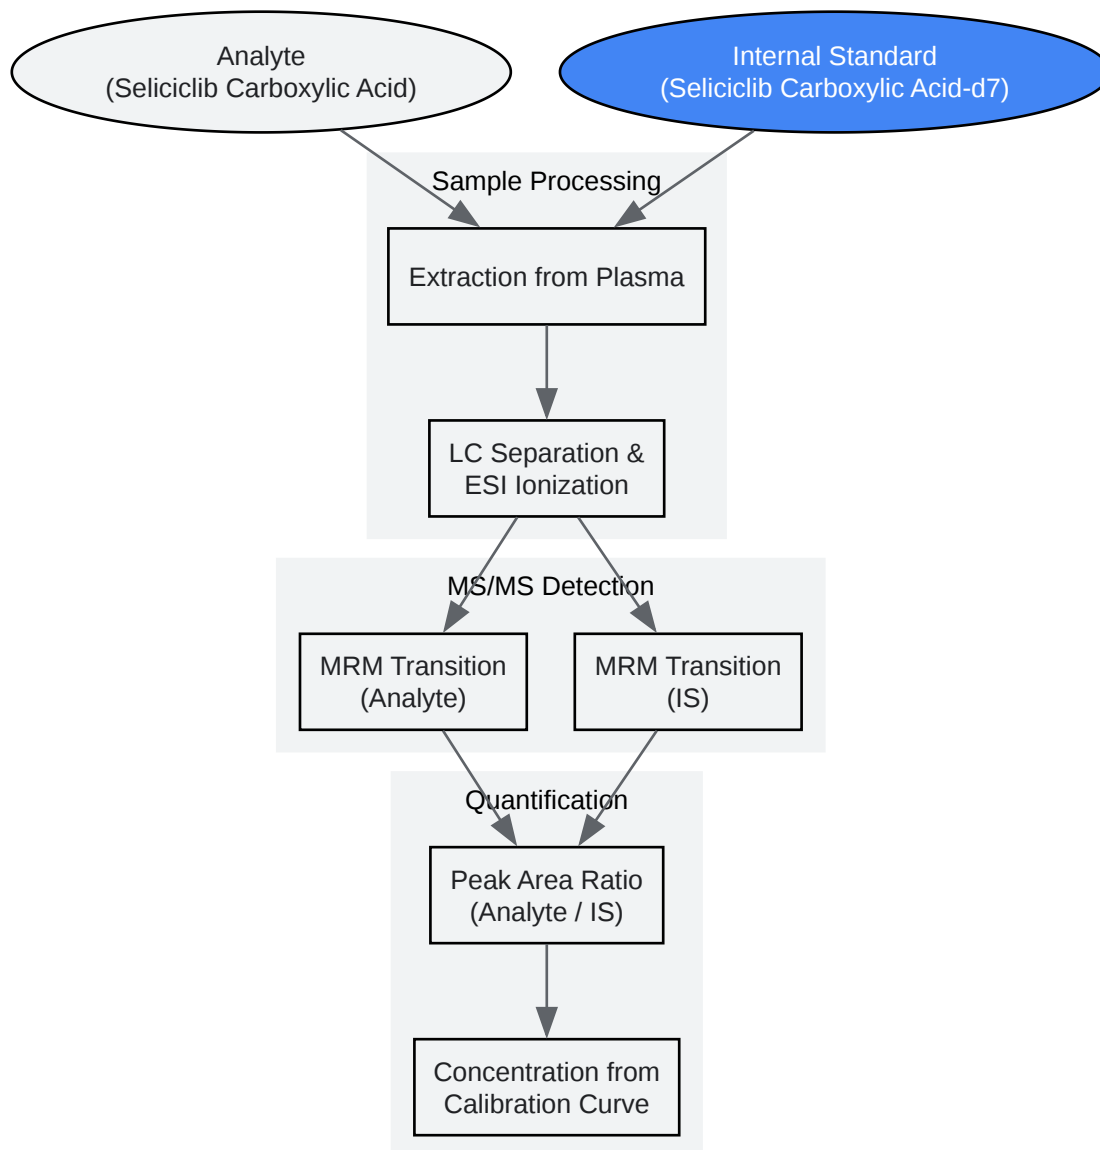 Analyte
(Seliciclib Carboxylic Acid)
Internal Standard
(Seliciclib Carboxylic Acid-d7)
Sample Processing
Extraction from Plasma
LC Separation &
ESI Ionization
MS/MS Detection
MRM Transition
(Analyte)
MRM Transition
(IS)
Quantification
Peak Area Ratio
(Analyte / IS)
Concentration from
Calibration Curve